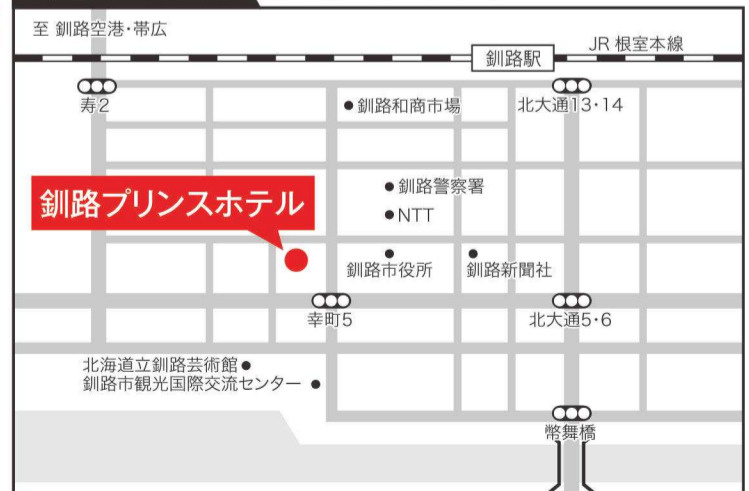 至 釧路空港・帯広
JR 根室本線
釧路駅
寿2
釧路和商市場
北大通13・14
釧路警察署
釧路プリンスホテル
NTT
釧路市役所
釧路新聞社
幸町5
北大通5・6
北海道立釧路芸術館
釧路市観光国際交流センター
幣舞橋